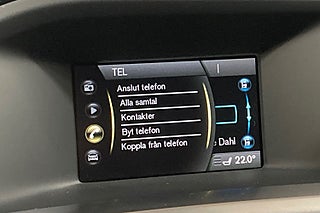 TEL
Anslut telefon
Alla samtal
Kontakter
Byt telefon
Koppla från telefon
Dahl
22.0°